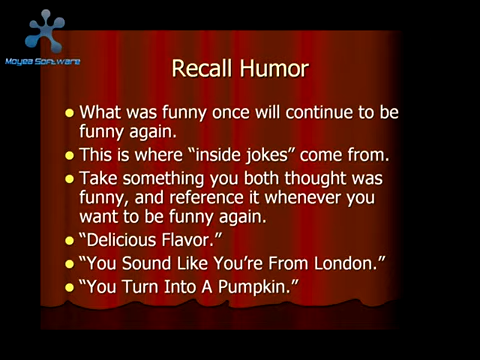 Moyea Software
Recall Humor
What was funny once will continue to be
funny again.
This is where “inside jokes” come from.
Take something you both thought was
funny, and reference it whenever you
want to be funny again.
“Delicious Flavor.”
“You Sound Like You’re From London.”
“You Turn Into A Pumpkin.”